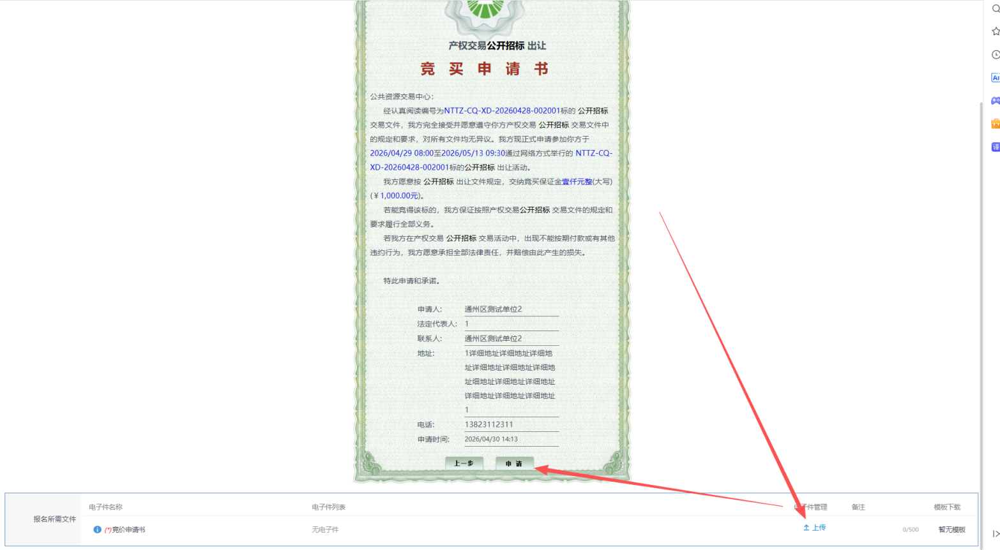 产权交易公开招标 出让
竞 买 申 请 书
公共资源交易中心：
经认真阅读编号为NTTZ-CQ-XD-20260428-002001标的 公开招标
交易文件，我方完全接受并愿意遵守你方产权交易 公开招标 交易文件中
的规定和要求，对所有文件均无异议。我方现正式申请参加你方于
2026/04/29 08:00至2026/05/13 09:30通过网络方式举行的 NTTZ-CQ-
XD-20260428-002001标的公开招标 出让活动。
我方愿意按 公开招标 出让文件规定，交纳竞买保证金壹仟元整(大写)
(￥1,000.00元)。
若能竞得该标的，我方保证按照产权交易公开招标 交易文件的规定和
要求履行全部义务。
若我方在产权交易 公开招标 交易活动中，出现不能按期付款或有其他
违约行为，我方愿意承担全部法律责任，并赔偿由此产生的损失。
特此申请和承诺。
申请人： 通州区测试单位2
法定代表人： 1
联系人： 通州区测试单位2
地址： 1详细地址详细地址详细地
址详细地址详细地址详细地
址细地址详细地址详细地址
详细地址详细地址详细地址
1
电话： 13823112311
申请时间： 2026/04/30 14:13
上一步 申 请
报名所需文件
电子件名称 电子件列表 电子件管理 备注 模板下载
(*)竞价申请书 无电子件 上传 0/500 暂无模板
Ai
译